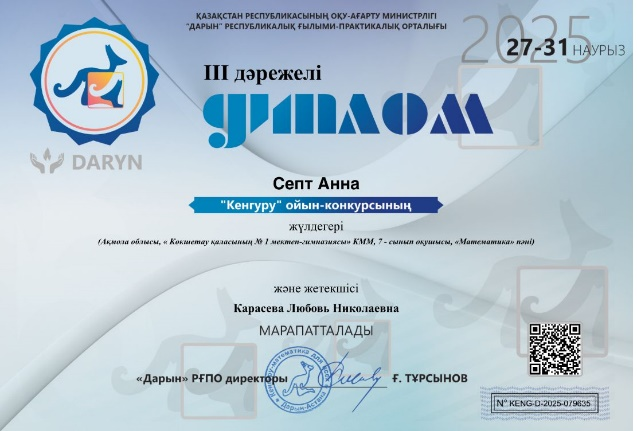 ҚАЗАҚСТАН РЕСПУБЛИКАСЫНЫҢ ОҚУ-АҒАРТУ МИНИСТРЛІГІ
"ДАРЫН" РЕСПУБЛИКАЛЫҚ ҒЫЛЫМИ-ПРАКТИКАЛЫҚ ОРТАЛЫҒЫ
2025
27-31 НАУРЫЗ
III дәрежелі
ДИПЛОМ
DARYN
Септ Анна
"Кенгуру" ойын-конкурсының
жүлдегері
(Ақмола облысы, « Көкшетау қаласының № 1 мектеп-гимназиясы» КММ, 7 - сынып оқушысы, «Математика» пәні)
және жетекшісі
Карасева Любовь Николаевна
МАРАПАТТАЛАДЫ
«Дарын» РҒПО директоры Ғ. ТҰРСЫНОВ
N° KENG-D-2025-079635